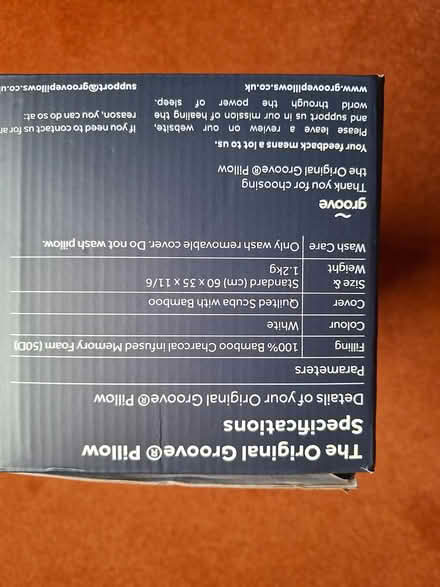 The Original Groove® Pillow
Specifications
Details of your Original Groove® Pillow
Parameters
Filling 100% Bamboo Charcoal infused Memory Foam (50D)
Colour White
Cover Quilted Scuba with Bamboo
Size & Weight Standard (cm) 60 x 35 x 11/6
1.2kg
Wash Care Only wash removable cover. Do not wash pillow.
groove
Thank you for choosing
the Original Groove® Pillow
Your feedback means a lot to us.
Please leave a review on our website,
and support us in our mission of healing the
world through the power of sleep.
www.groovepillows.co.uk
If you need to contact us for
reason, you can do so at:
support@groovepillows.co.u